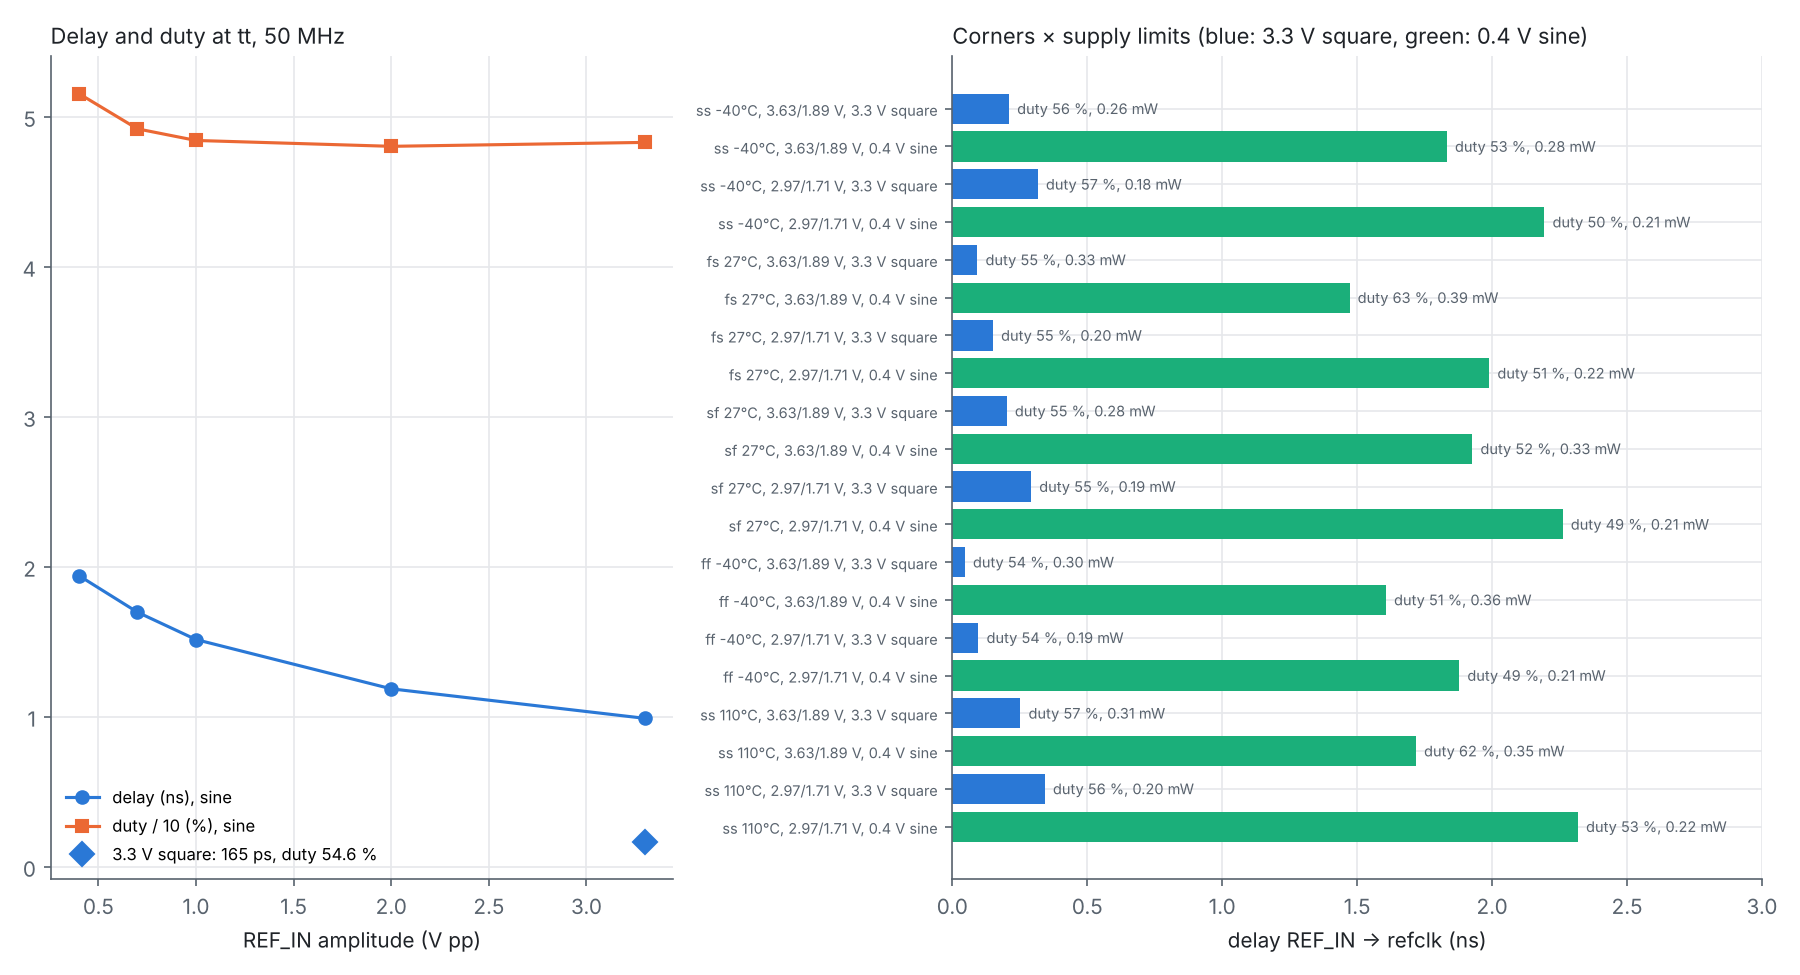 Delay and duty at tt, 50 MHz
5
4
3
2
1
0
delay (ns), sine
duty / 10 (%), sine
3.3 V square: 165 ps, duty 54.6 %
0.5 1.0 1.5 2.0 2.5 3.0
REF_IN amplitude (V pp)
Corners × supply limits (blue: 3.3 V square, green: 0.4 V sine)
ss -40°C, 3.63/1.89 V, 3.3 V square duty 56 %, 0.26 mW
ss -40°C, 3.63/1.89 V, 0.4 V sine duty 53 %, 0.28 mW
ss -40°C, 2.97/1.71 V, 3.3 V square duty 57 %, 0.18 mW
ss -40°C, 2.97/1.71 V, 0.4 V sine duty 50 %, 0.21 mW
fs 27°C, 3.63/1.89 V, 3.3 V square duty 55 %, 0.33 mW
fs 27°C, 3.63/1.89 V, 0.4 V sine duty 63 %, 0.39 mW
fs 27°C, 2.97/1.71 V, 3.3 V square duty 55 %, 0.20 mW
fs 27°C, 2.97/1.71 V, 0.4 V sine duty 51 %, 0.22 mW
sf 27°C, 3.63/1.89 V, 3.3 V square duty 55 %, 0.28 mW
sf 27°C, 3.63/1.89 V, 0.4 V sine duty 52 %, 0.33 mW
sf 27°C, 2.97/1.71 V, 3.3 V square duty 55 %, 0.19 mW
sf 27°C, 2.97/1.71 V, 0.4 V sine duty 49 %, 0.21 mW
ff -40°C, 3.63/1.89 V, 3.3 V square duty 54 %, 0.30 mW
ff -40°C, 3.63/1.89 V, 0.4 V sine duty 51 %, 0.36 mW
ff -40°C, 2.97/1.71 V, 3.3 V square duty 54 %, 0.19 mW
ff -40°C, 2.97/1.71 V, 0.4 V sine duty 49 %, 0.21 mW
ss 110°C, 3.63/1.89 V, 3.3 V square duty 57 %, 0.31 mW
ss 110°C, 3.63/1.89 V, 0.4 V sine duty 62 %, 0.35 mW
ss 110°C, 2.97/1.71 V, 3.3 V square duty 56 %, 0.20 mW
ss 110°C, 2.97/1.71 V, 0.4 V sine duty 53 %, 0.22 mW
0.0 0.5 1.0 1.5 2.0 2.5 3.0
delay REF_IN → refclk (ns)